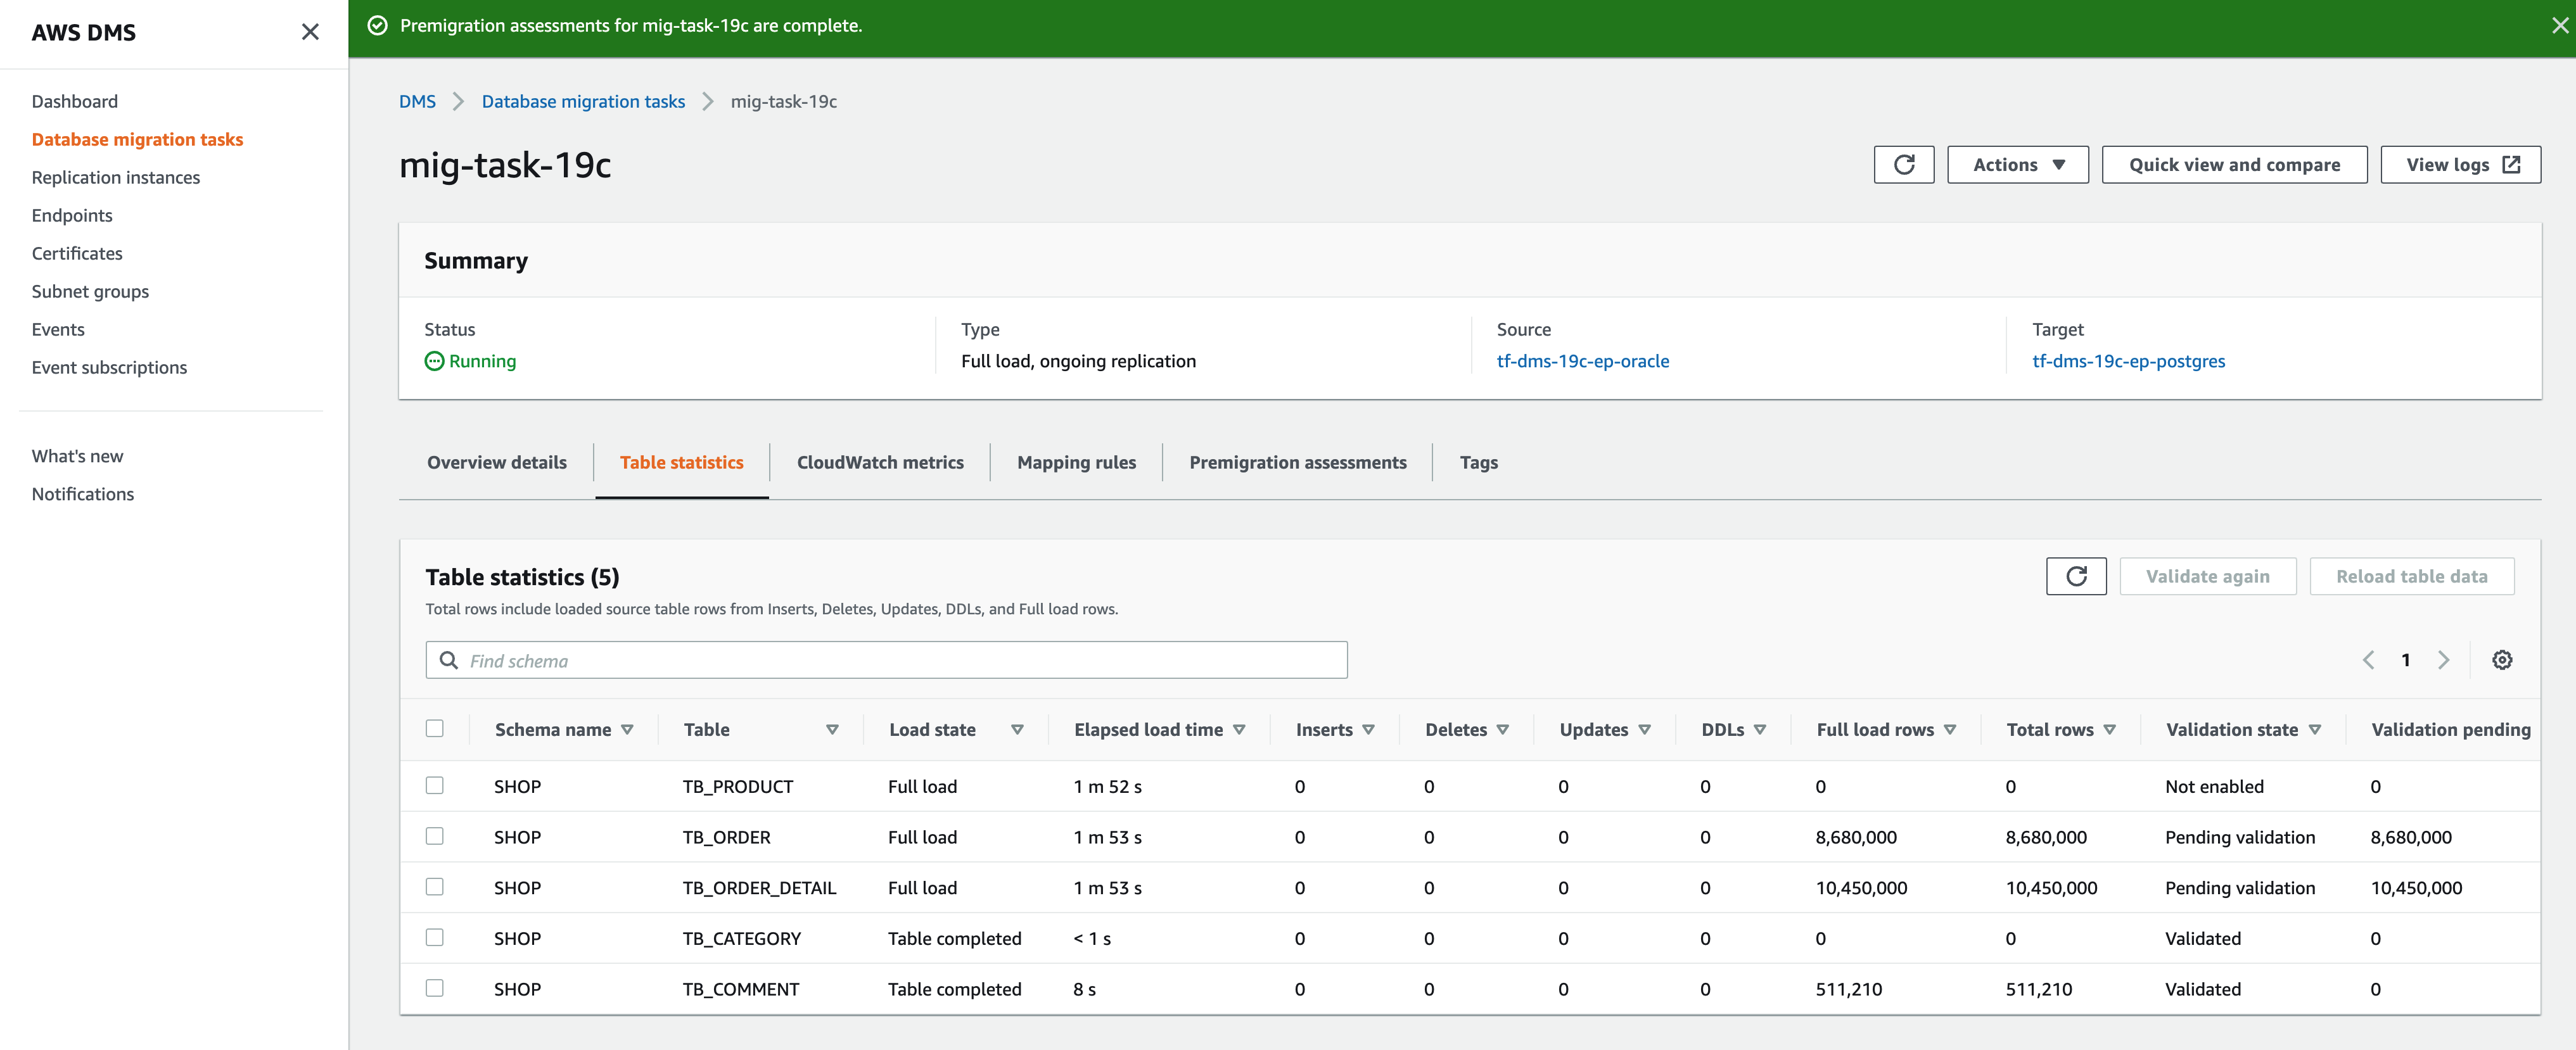 AWS DMS
Dashboard
Database migration tasks
Replication instances
Endpoints
Certificates
Subnet groups
Events
Event subscriptions
What's new
Notifications
Premigration assessments for mig-task-19c are complete.
DMS Database migration tasks mig-task-19c
mig-task-19c
Actions Quick view and compare View logs
Summary
Status Type Source Target
Running Full load, ongoing replication tf-dms-19c-ep-oracle tf-dms-19c-ep-postgres
Overview details Table statistics CloudWatch metrics Mapping rules Premigration assessments Tags
Table statistics (5)
Validate again Reload table data
Total rows include loaded source table rows from Inserts, Deletes, Updates, DDLs, and Full load rows.
Find schema
1
Schema name Table Load state Elapsed load time Inserts Deletes Updates DDLs Full load rows Total rows Validation state Validation pending
SHOP TB_PRODUCT Full load 1 m 52 s 0 0 0 0 0 0 Not enabled 0
SHOP TB_ORDER Full load 1 m 53 s 0 0 0 0 8,680,000 8,680,000 Pending validation 8,680,000
SHOP TB_ORDER_DETAIL Full load 1 m 53 s 0 0 0 0 10,450,000 10,450,000 Pending validation 10,450,000
SHOP TB_CATEGORY Table completed < 1 s 0 0 0 0 0 0 Validated 0
SHOP TB_COMMENT Table completed 8 s 0 0 0 0 511,210 511,210 Validated 0